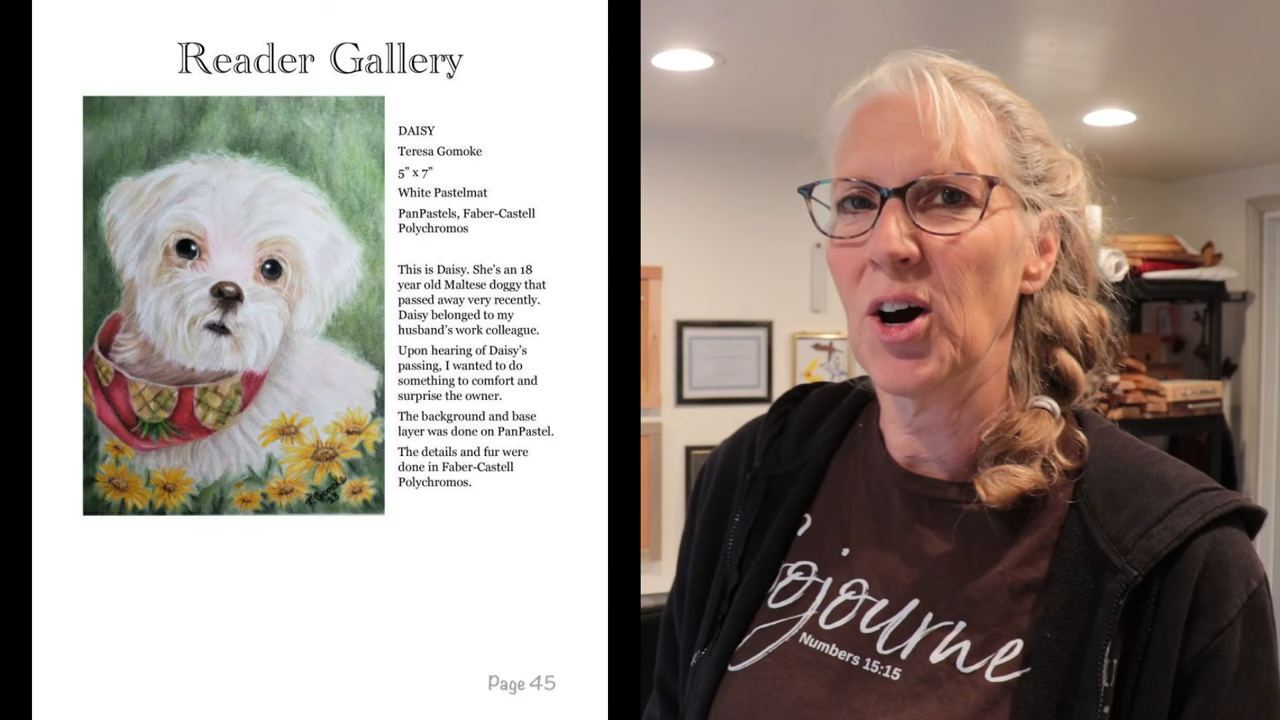 Reader Gallery
DAISY
Teresa Gomoke
5” x 7”
White Pastelmat
PanPastels, Faber-Castell
Polychromos
This is Daisy. She’s an 18
year old Maltese doggy that
passed away very recently.
Daisy belonged to my
husband’s work colleague.
Upon hearing of Daisy’s
passing, I wanted to do
something to comfort and
surprise the owner.
The background and base
layer was done on PanPastel.
The details and fur were
done in Faber-Castell
Polychromos.
T. Gomoke
Page 45
Sojourne
Numbers 15:15